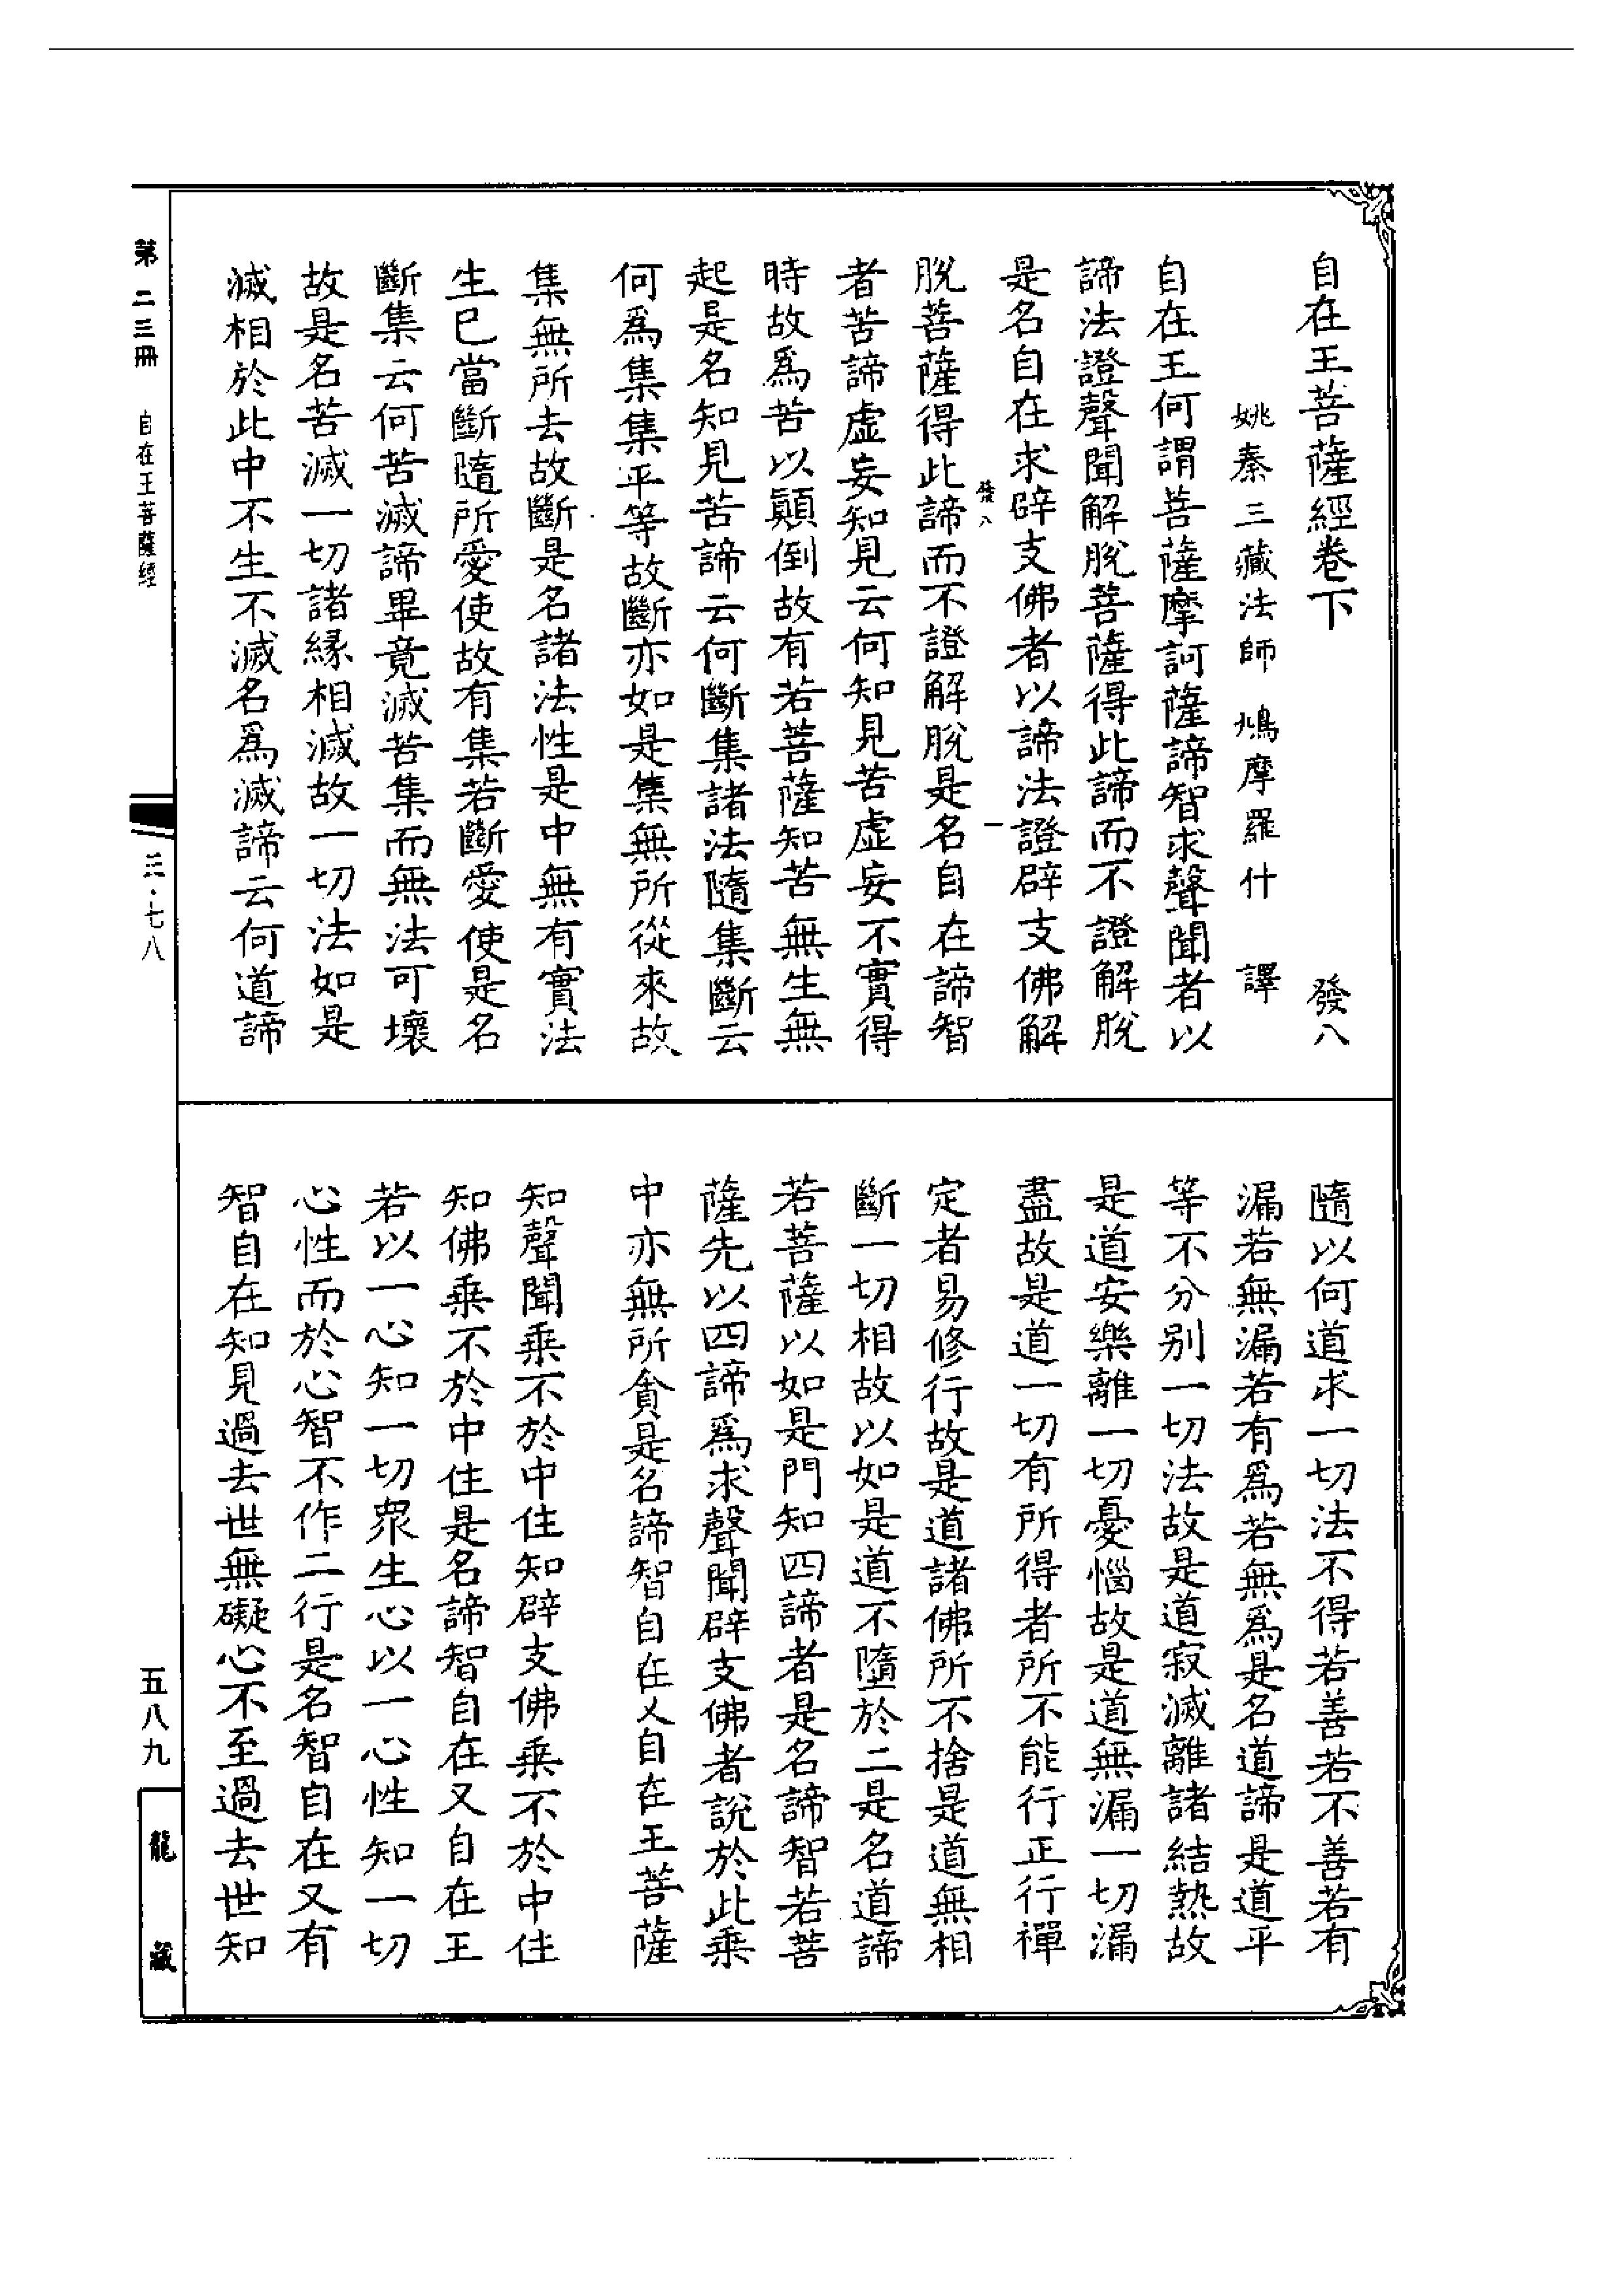 自在王菩薩經卷下　發八
姚秦三藏法師鳩摩羅什　譯
自在王何謂菩薩摩訶薩諦智求聲聞者以
諦法證聲聞解脫菩薩得此諦而不證解脫
是名自在求辟支佛者以諦法證辟支佛解
發八　一
脫菩薩得此諦而不證解脫是名自在諦智
者苦諦虛妄知見云何知見苦虛妄不實得
時故爲苦以顚倒故有若菩薩知苦無生無
起是名知見苦諦云何斷集諸法隨集斷云
何爲集集平等故斷亦如是集無所從來故
集無所去故斷是名諸法性是中無有實法
生已當斷隨所愛使故有集若斷愛使是名
斷集云何苦滅諦畢竟滅苦集而無法可壞
故是名苦滅一切諸緣相滅故一切法如是
滅相於此中不生不滅名爲滅諦云何道諦
隨以何道求一切法不得若善若不善若有
漏若無漏若有爲若無爲是名道諦是道平
等不分別一切法故是道寂滅離諸結熱故
是道安樂離一切憂惱故是道無漏一切漏
盡故是道一切有所得者所不能行正行禪
定者易修行故是道諸佛所不捨是道無相
斷一切相故以如是道不墮於二是名道諦
若菩薩以如是門知四諦者是名諦智若菩
薩先以四諦爲求聲聞辟支佛者說於此乘
中亦無所貪是名諦智自在又自在王菩薩
知聲聞乘不於中住知辟支佛乘不於中住
知佛乘不於中住是名諦智自在又自在王
若以一心知一切眾生心以一心性知一切
心性而於心智不作二行是名智自在又有
智自在知見過去世無礙心不至過去世知
第二三冊　自在王菩薩經
三·七八
五八九
龍藏